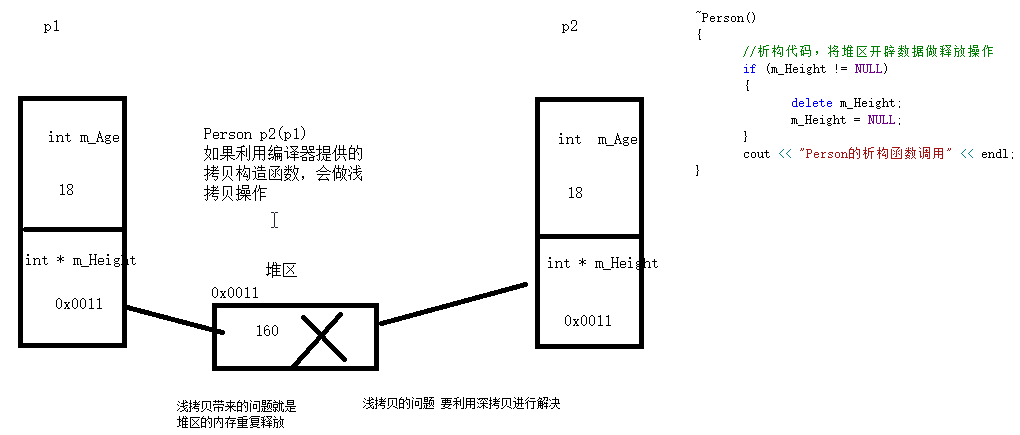 p1
int m_Age
18
int * m_Height
0x0011
Person p2(p1)
如果利用编译器提供的
拷贝构造函数，会做浅
拷贝操作
堆区
0x0011
160
浅拷贝带来的问题就是
堆区的内存重复释放
浅拷贝的问题 要利用深拷贝进行解决
p2
int m_Age
18
int * m_Height
0x0011
~Person()
{
//析构代码，将堆区开辟数据做释放操作
if (m_Height != NULL)
{
delete m_Height;
m_Height = NULL;
}
cout << "Person的析构函数调用" << endl;
}